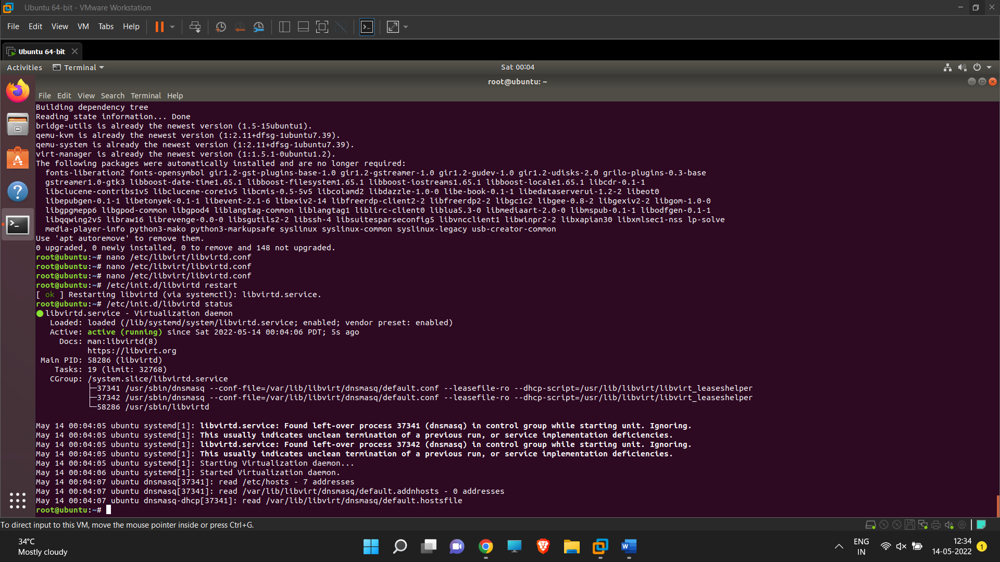 Ubuntu 64-bit - VMware Workstation
File Edit View VM Tabs Help
Ubuntu 64-bit
Activities Terminal Sat 00:04
root@ubuntu: ~
File Edit View Search Terminal Help
Building dependency tree
Reading state information... Done
bridge-utils is already the newest version (1.5-15ubuntu1).
qemu-kvm is already the newest version (1:2.11+dfsg-1ubuntu7.39).
qemu-system is already the newest version (1:2.11+dfsg-1ubuntu7.39).
virt-manager is already the newest version (1:1.5.1-0ubuntu1.2).
The following packages were automatically installed and are no longer required:
  fonts-liberation2 fonts-opensymbol gir1.2-gst-plugins-base-1.0 gir1.2-gstreamer-1.0 gir1.2-gudev-1.0 gir1.2-udisks-2.0 grilo-plugins-0.3-base
  gstreamer1.0-gtk3 libboost-date-time1.65.1 libboost-filesystem1.65.1 libboost-iostreams1.65.1 libboost-locale1.65.1 libcdr-0.1-1
  libclucene-contribs1v5 libclucene-core1v5 libcmis-0.5-5v5 libcolamd2 libdazzle-1.0-0 libe-book-0.1-1 libedataserverui-1.2-2 libeot0
  libepubgen-0.1-1 libetonyek-0.1-1 libevent-2.1-6 libexiv2-14 libfreerdp-client2-2 libfreerdp2-2 libgc1c2 libgee-0.8-2 libgexiv2-2 libgom-1.0-0
  libgpgmepp6 libgpod-common libgpod4 liblangtag-common liblangtag1 liblirc-client0 liblua5.3-0 libmediaart-2.0-0 libmspub-0.1-1 libodfgen-0.1-1
  libqqwing2v5 libraw16 librevenge-0.0-0 libsgutils2-2 libssh-4 libsuitesparseconfig5 libvncclient1 libwinpr2-2 libxapian30 libxmlsec1-nss lp-solve
  media-player-info python3-mako python3-markupsafe syslinux syslinux-common syslinux-legacy usb-creator-common
Use 'apt autoremove' to remove them.
0 upgraded, 0 newly installed, 0 to remove and 148 not upgraded.
root@ubuntu:~# nano /etc/libvirt/libvirtd.conf
root@ubuntu:~# nano /etc/libvirt/libvirtd.conf
root@ubuntu:~# nano /etc/libvirt/libvirtd.conf
root@ubuntu:~# /etc/init.d/libvirtd restart
[ ok ] Restarting libvirtd (via systemctl): libvirtd.service.
root@ubuntu:~# /etc/init.d/libvirtd status
● libvirtd.service - Virtualization daemon
   Loaded: loaded (/lib/systemd/system/libvirtd.service; enabled; vendor preset: enabled)
   Active: active (running) since Sat 2022-05-14 00:04:06 PDT; 5s ago
     Docs: man:libvirtd(8)
           https://libvirt.org
 Main PID: 58286 (libvirtd)
    Tasks: 19 (limit: 32768)
   CGroup: /system.slice/libvirtd.service
           ├─37341 /usr/sbin/dnsmasq --conf-file=/var/lib/libvirt/dnsmasq/default.conf --leasefile-ro --dhcp-script=/usr/lib/libvirt/libvirt_leaseshelper
           ├─37342 /usr/sbin/dnsmasq --conf-file=/var/lib/libvirt/dnsmasq/default.conf --leasefile-ro --dhcp-script=/usr/lib/libvirt/libvirt_leaseshelper
           └─58286 /usr/sbin/libvirtd
May 14 00:04:05 ubuntu systemd[1]: libvirtd.service: Found left-over process 37341 (dnsmasq) in control group while starting unit. Ignoring.
May 14 00:04:05 ubuntu systemd[1]: This usually indicates unclean termination of a previous run, or service implementation deficiencies.
May 14 00:04:05 ubuntu systemd[1]: libvirtd.service: Found left-over process 37342 (dnsmasq) in control group while starting unit. Ignoring.
May 14 00:04:05 ubuntu systemd[1]: This usually indicates unclean termination of a previous run, or service implementation deficiencies.
May 14 00:04:05 ubuntu systemd[1]: Starting Virtualization daemon...
May 14 00:04:06 ubuntu systemd[1]: Started Virtualization daemon.
May 14 00:04:07 ubuntu dnsmasq[37341]: read /etc/hosts - 7 addresses
May 14 00:04:07 ubuntu dnsmasq[37341]: read /var/lib/libvirt/dnsmasq/default.addnhosts - 0 addresses
May 14 00:04:07 ubuntu dnsmasq-dhcp[37341]: read /var/lib/libvirt/dnsmasq/default.hostsfile
root@ubuntu:~#
To direct input to this VM, move the mouse pointer inside or press Ctrl+G.
34°C
Mostly cloudy
ENG
IN
12:34
14-05-2022
1